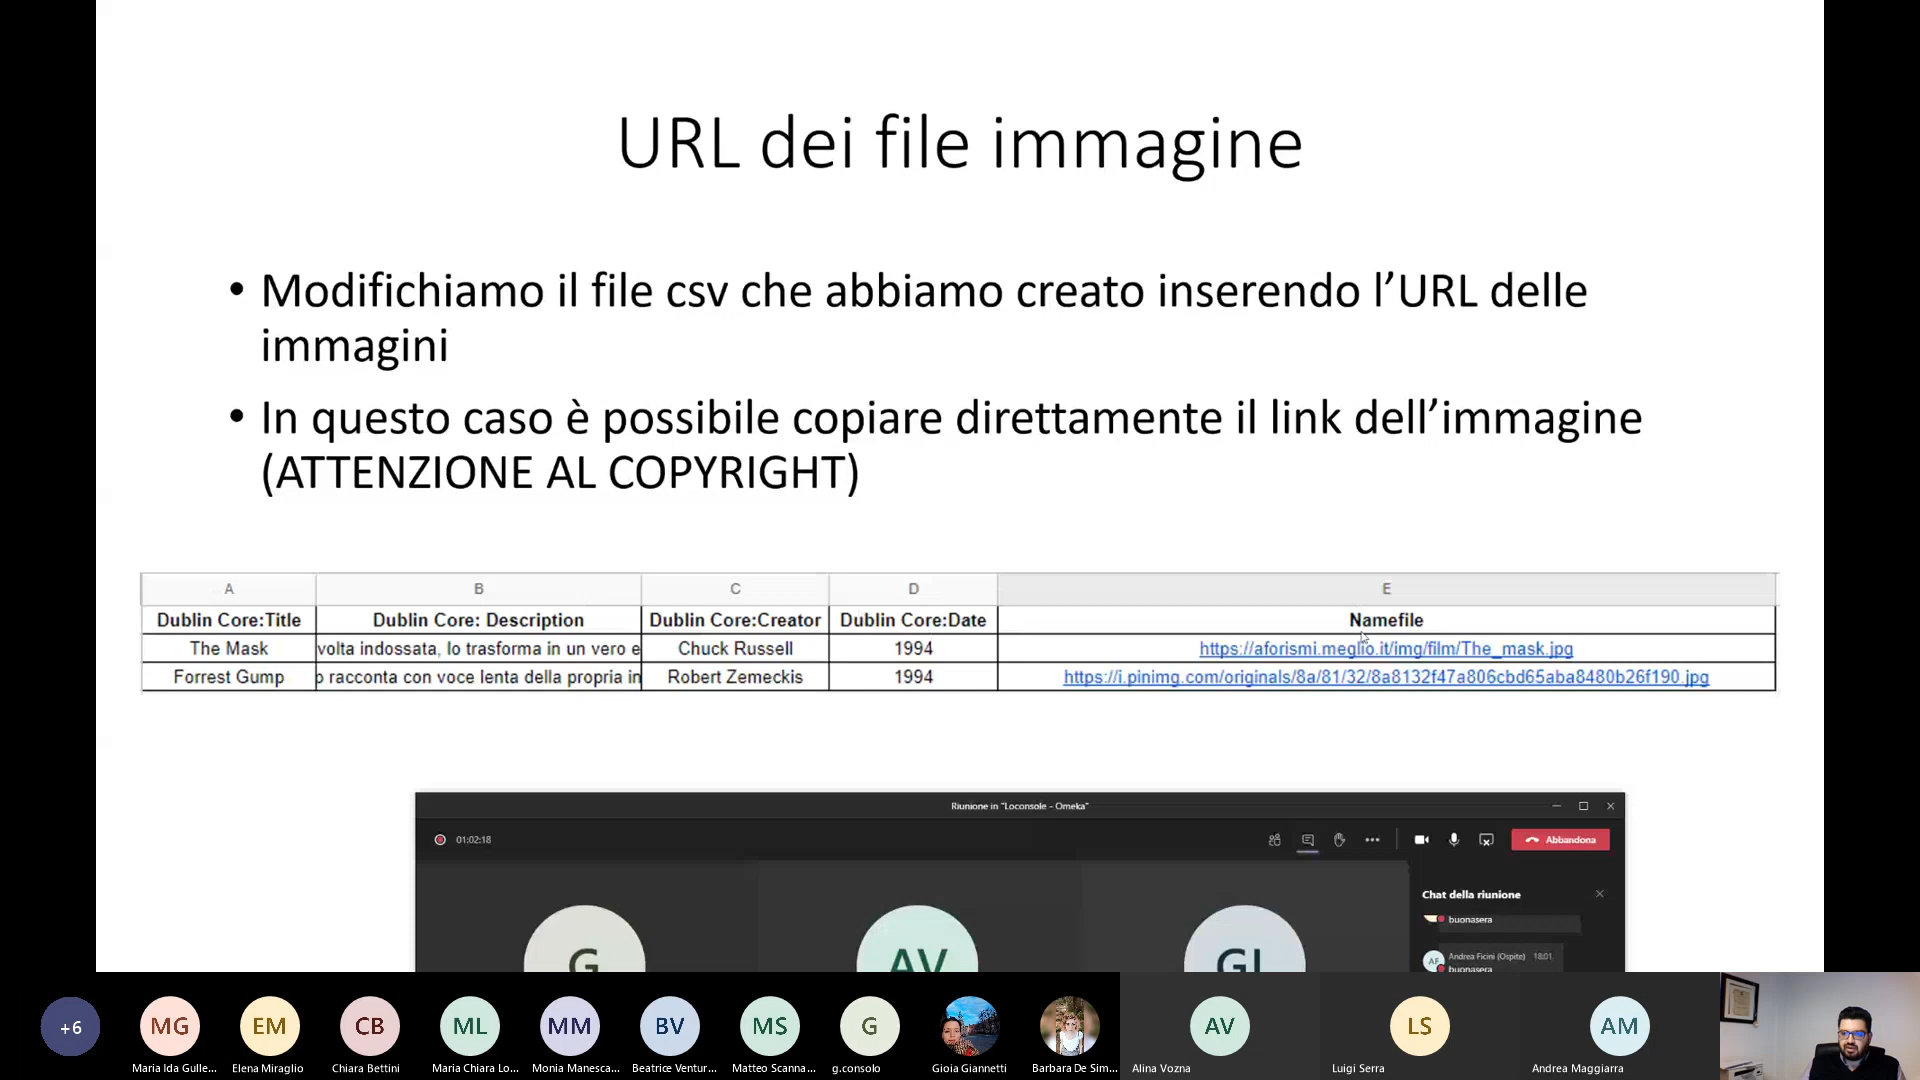 URL dei file immagine
• Modifichiamo il file csv che abbiamo creato inserendo l’URL delle
immagini
• In questo caso è possibile copiare direttamente il link dell’immagine
(ATTENZIONE AL COPYRIGHT)
A B C D E
Dublin Core:Title Dublin Core: Description Dublin Core:Creator Dublin Core:Date Namefile
The Mask volta indossata, lo trasforma in un vero e Chuck Russell 1994 https://aforismi.meglio.it/img/film/The_mask.jpg
Forrest Gump o racconta con voce lenta della propria in Robert Zemeckis 1994 https://i.pinimg.com/originals/8a/81/32/8a8132f47a806cbd65aba8480b26f190.jpg
Riunione in "Loconsole - Omeka"
01:02:18 Abbandona
Chat della riunione
buonasera
AF Andrea Ficini (Ospite) 18:01
buonasera
G AV GI
+6 MG EM CB ML MM BV MS G AV LS AM
Maria Ida Gulle... Elena Miraglio Chiara Bettini Maria Chiara Lo... Monia Manesca... Beatrice Ventur... Matteo Scanna... g.consolo Gioia Giannetti Barbara De Sim... Alina Vozna Luigi Serra Andrea Maggiarra